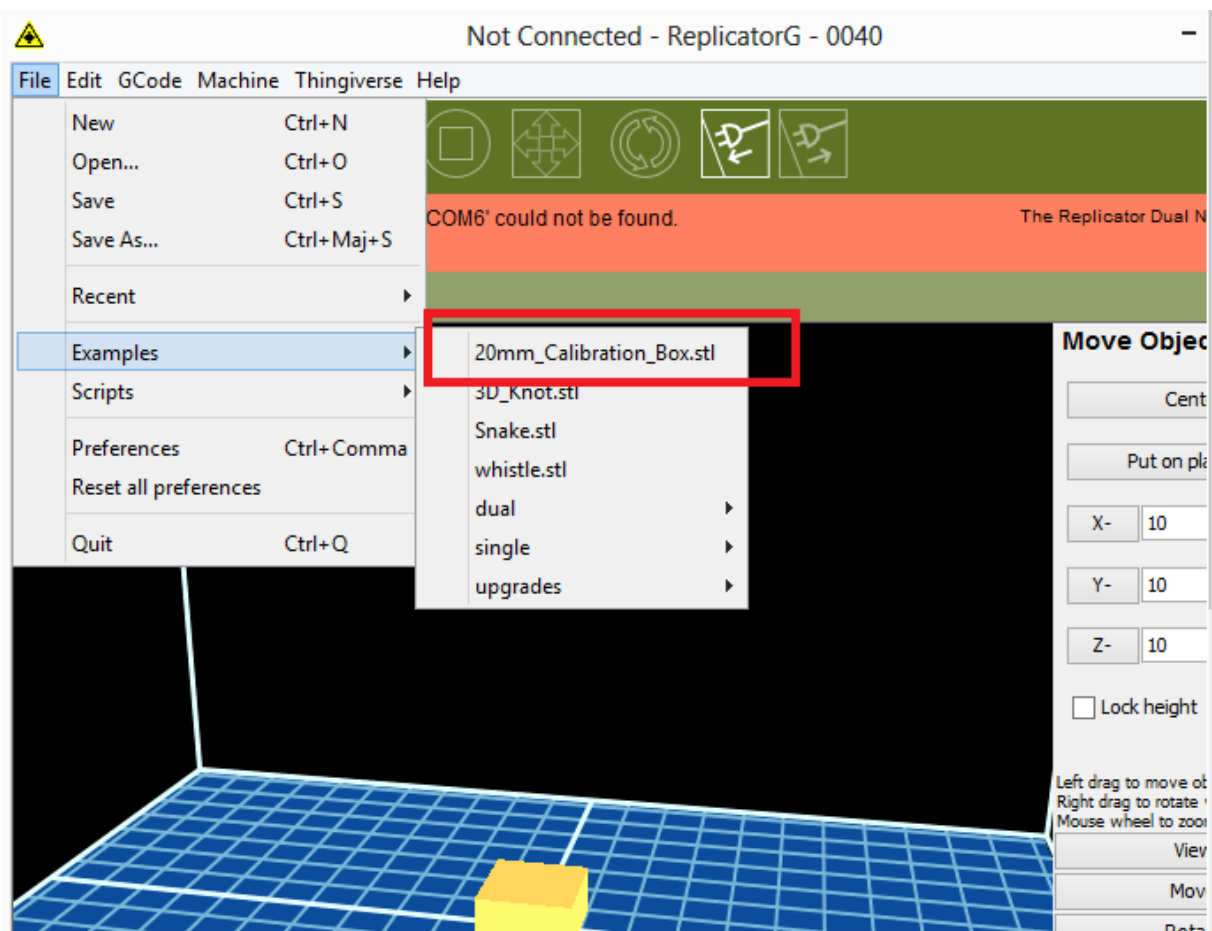 Not Connected - ReplicatorG - 0040
File Edit GCode Machine Thingiverse Help
New Ctrl+N
Open... Ctrl+O
Save Ctrl+S
Save As... Ctrl+Maj+S
Recent
Examples
Scripts
Preferences Ctrl+Comma
Reset all preferences
Quit Ctrl+Q
COM6' could not be found.
The Replicator Dual N
20mm_Calibration_Box.stl
3D_Knot.stl
Snake.stl
whistle.stl
dual
single
upgrades
Move Objec
Cent
Put on pla
X- 10
Y- 10
Z- 10
Lock height
Left drag to move ob
Right drag to rotate
Mouse wheel to zoo
View
Mov
Rota